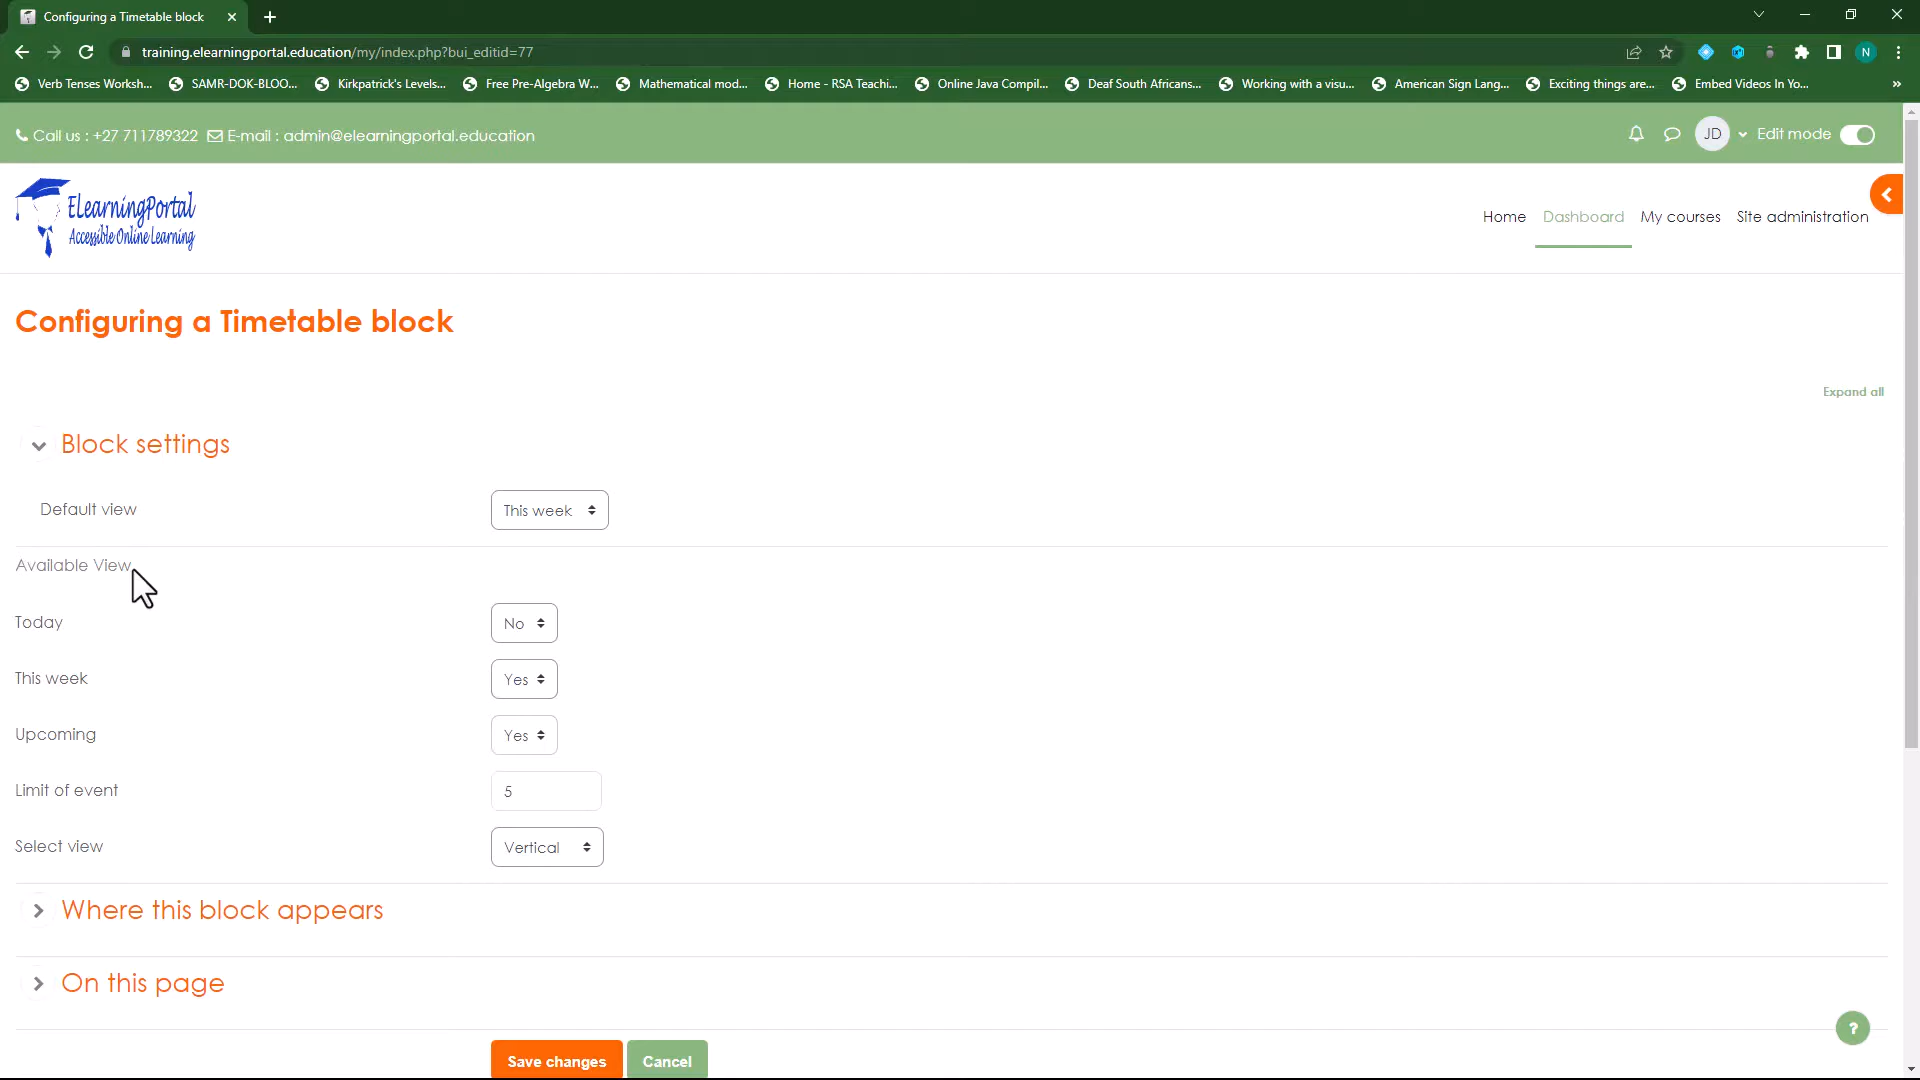 Configuring a Timetable block
training.elearningportal.education/my/index.php?bui_editid=77
N
Verb Tenses Worksh... SAMR-DOK-BLOO... Kirkpatrick's Levels... Free Pre-Algebra W... Mathematical mod... Home - RSA Teachi... Online Java Compil... Deaf South Africans... Working with a visu... American Sign Lang... Exciting things are... Embed Videos In Yo... »
Call us : +27 711789322 E-mail : admin@elearningportal.education
JD Edit mode
ELearningPortal
Accessible Online Learning
Home Dashboard My courses Site administration
Configuring a Timetable block
Expand all
Block settings
Default view This week
Available View
Today No
This week Yes
Upcoming Yes
Limit of event 5
Select view Vertical
Where this block appears
On this page
?
Save changes Cancel